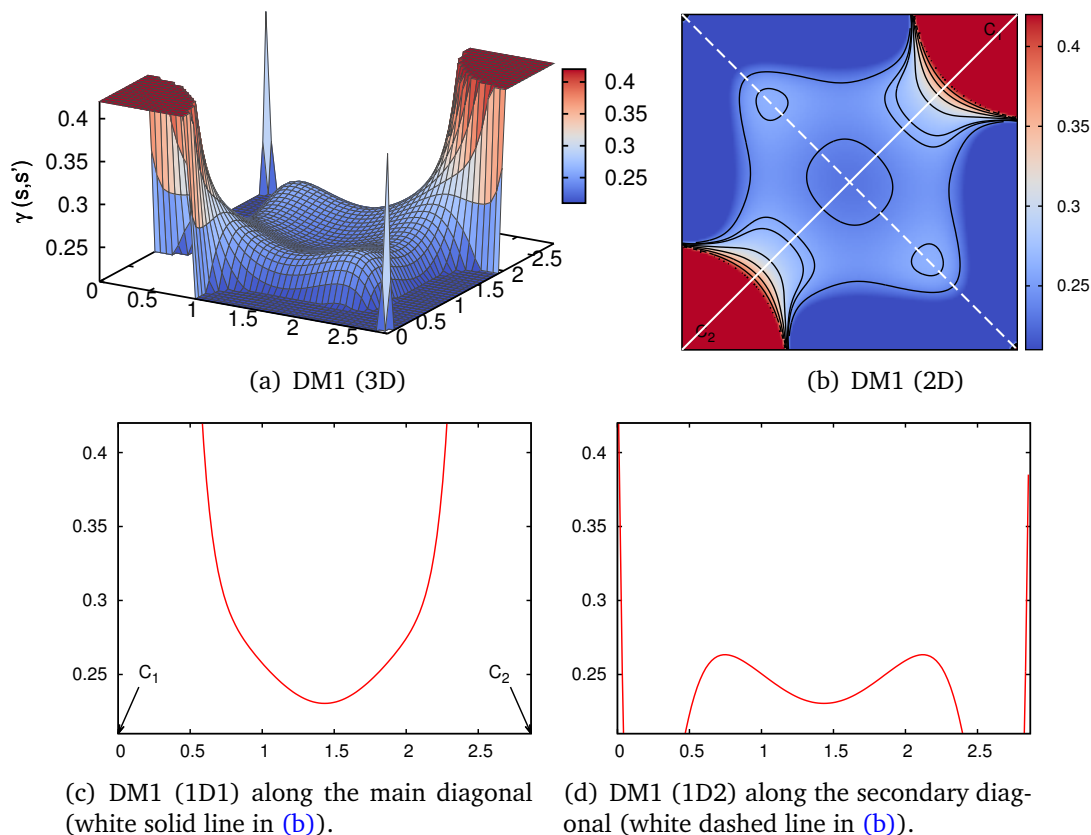 γ (s,s')
0.4
0.35
0.3
0.25
0 0.5 1 1.5 2 2.5
0 0.5 1 1.5 2 2.5
0.4
0.35
0.3
0.25
(a) DM1 (3D)
C1
C2
0.4
0.35
0.3
0.25
(b) DM1 (2D)
0.4
0.35
0.3
0.25
C1
C2
0 0.5 1 1.5 2 2.5
(c) DM1 (1D1) along the main diagonal
(white solid line in (b)).
0.4
0.35
0.3
0.25
0 0.5 1 1.5 2 2.5
(d) DM1 (1D2) along the secondary diag-
onal (white dashed line in (b)).